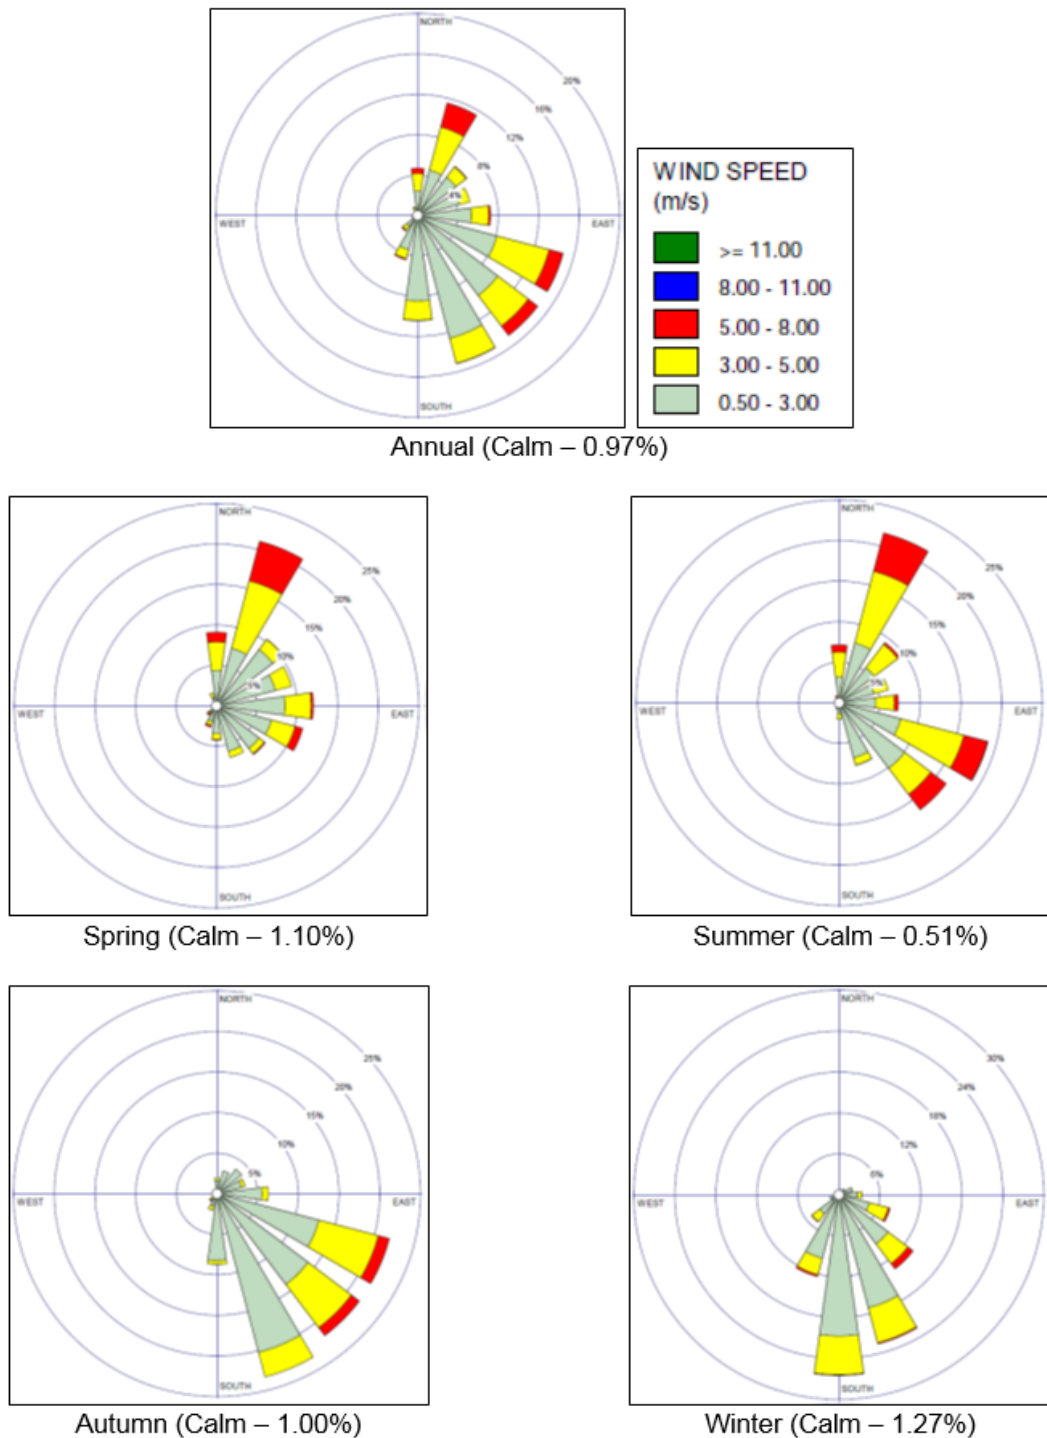 NORTH
20%
16%
12%
8%
4%
WEST
EAST
SOUTH
WIND SPEED
(m/s)
>= 11.00
8.00 - 11.00
5.00 - 8.00
3.00 - 5.00
0.50 - 3.00
Annual (Calm – 0.97%)
NORTH
25%
20%
15%
10%
5%
WEST
EAST
SOUTH
Spring (Calm – 1.10%)
NORTH
25%
20%
15%
10%
5%
WEST
EAST
SOUTH
Summer (Calm – 0.51%)
NORTH
25%
20%
15%
10%
5%
WEST
EAST
SOUTH
Autumn (Calm – 1.00%)
NORTH
30%
24%
18%
12%
6%
WEST
EAST
SOUTH
Winter (Calm – 1.27%)